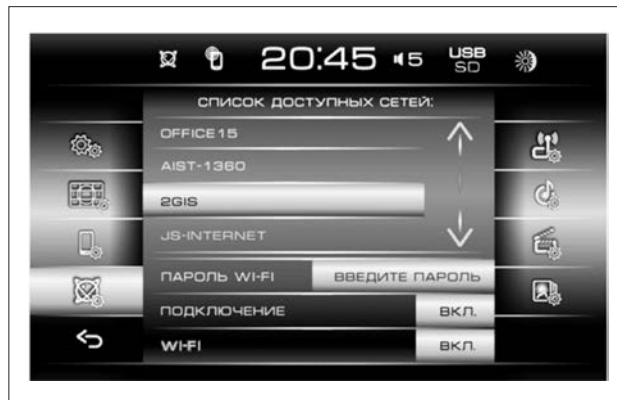 20:45 5 USB
SD
СПИСОК ДОСТУПНЫХ СЕТЕЙ:
OFFICE15
AIST-1360
2GIS
JS-INTERNET
ПАРОЛЬ WI-FI ВВЕДИТЕ ПАРОЛЬ
ПОДКЛЮЧЕНИЕ ВКЛ.
WI-FI ВКЛ.